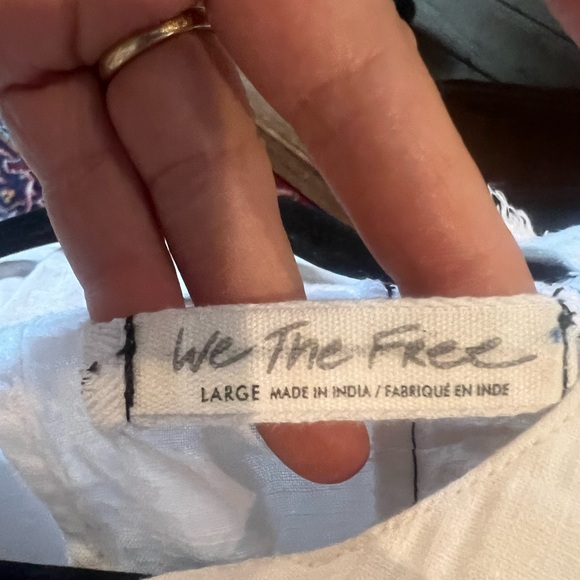 We The Free
LARGE MADE IN INDIA / FABRIQUÉ EN INDE